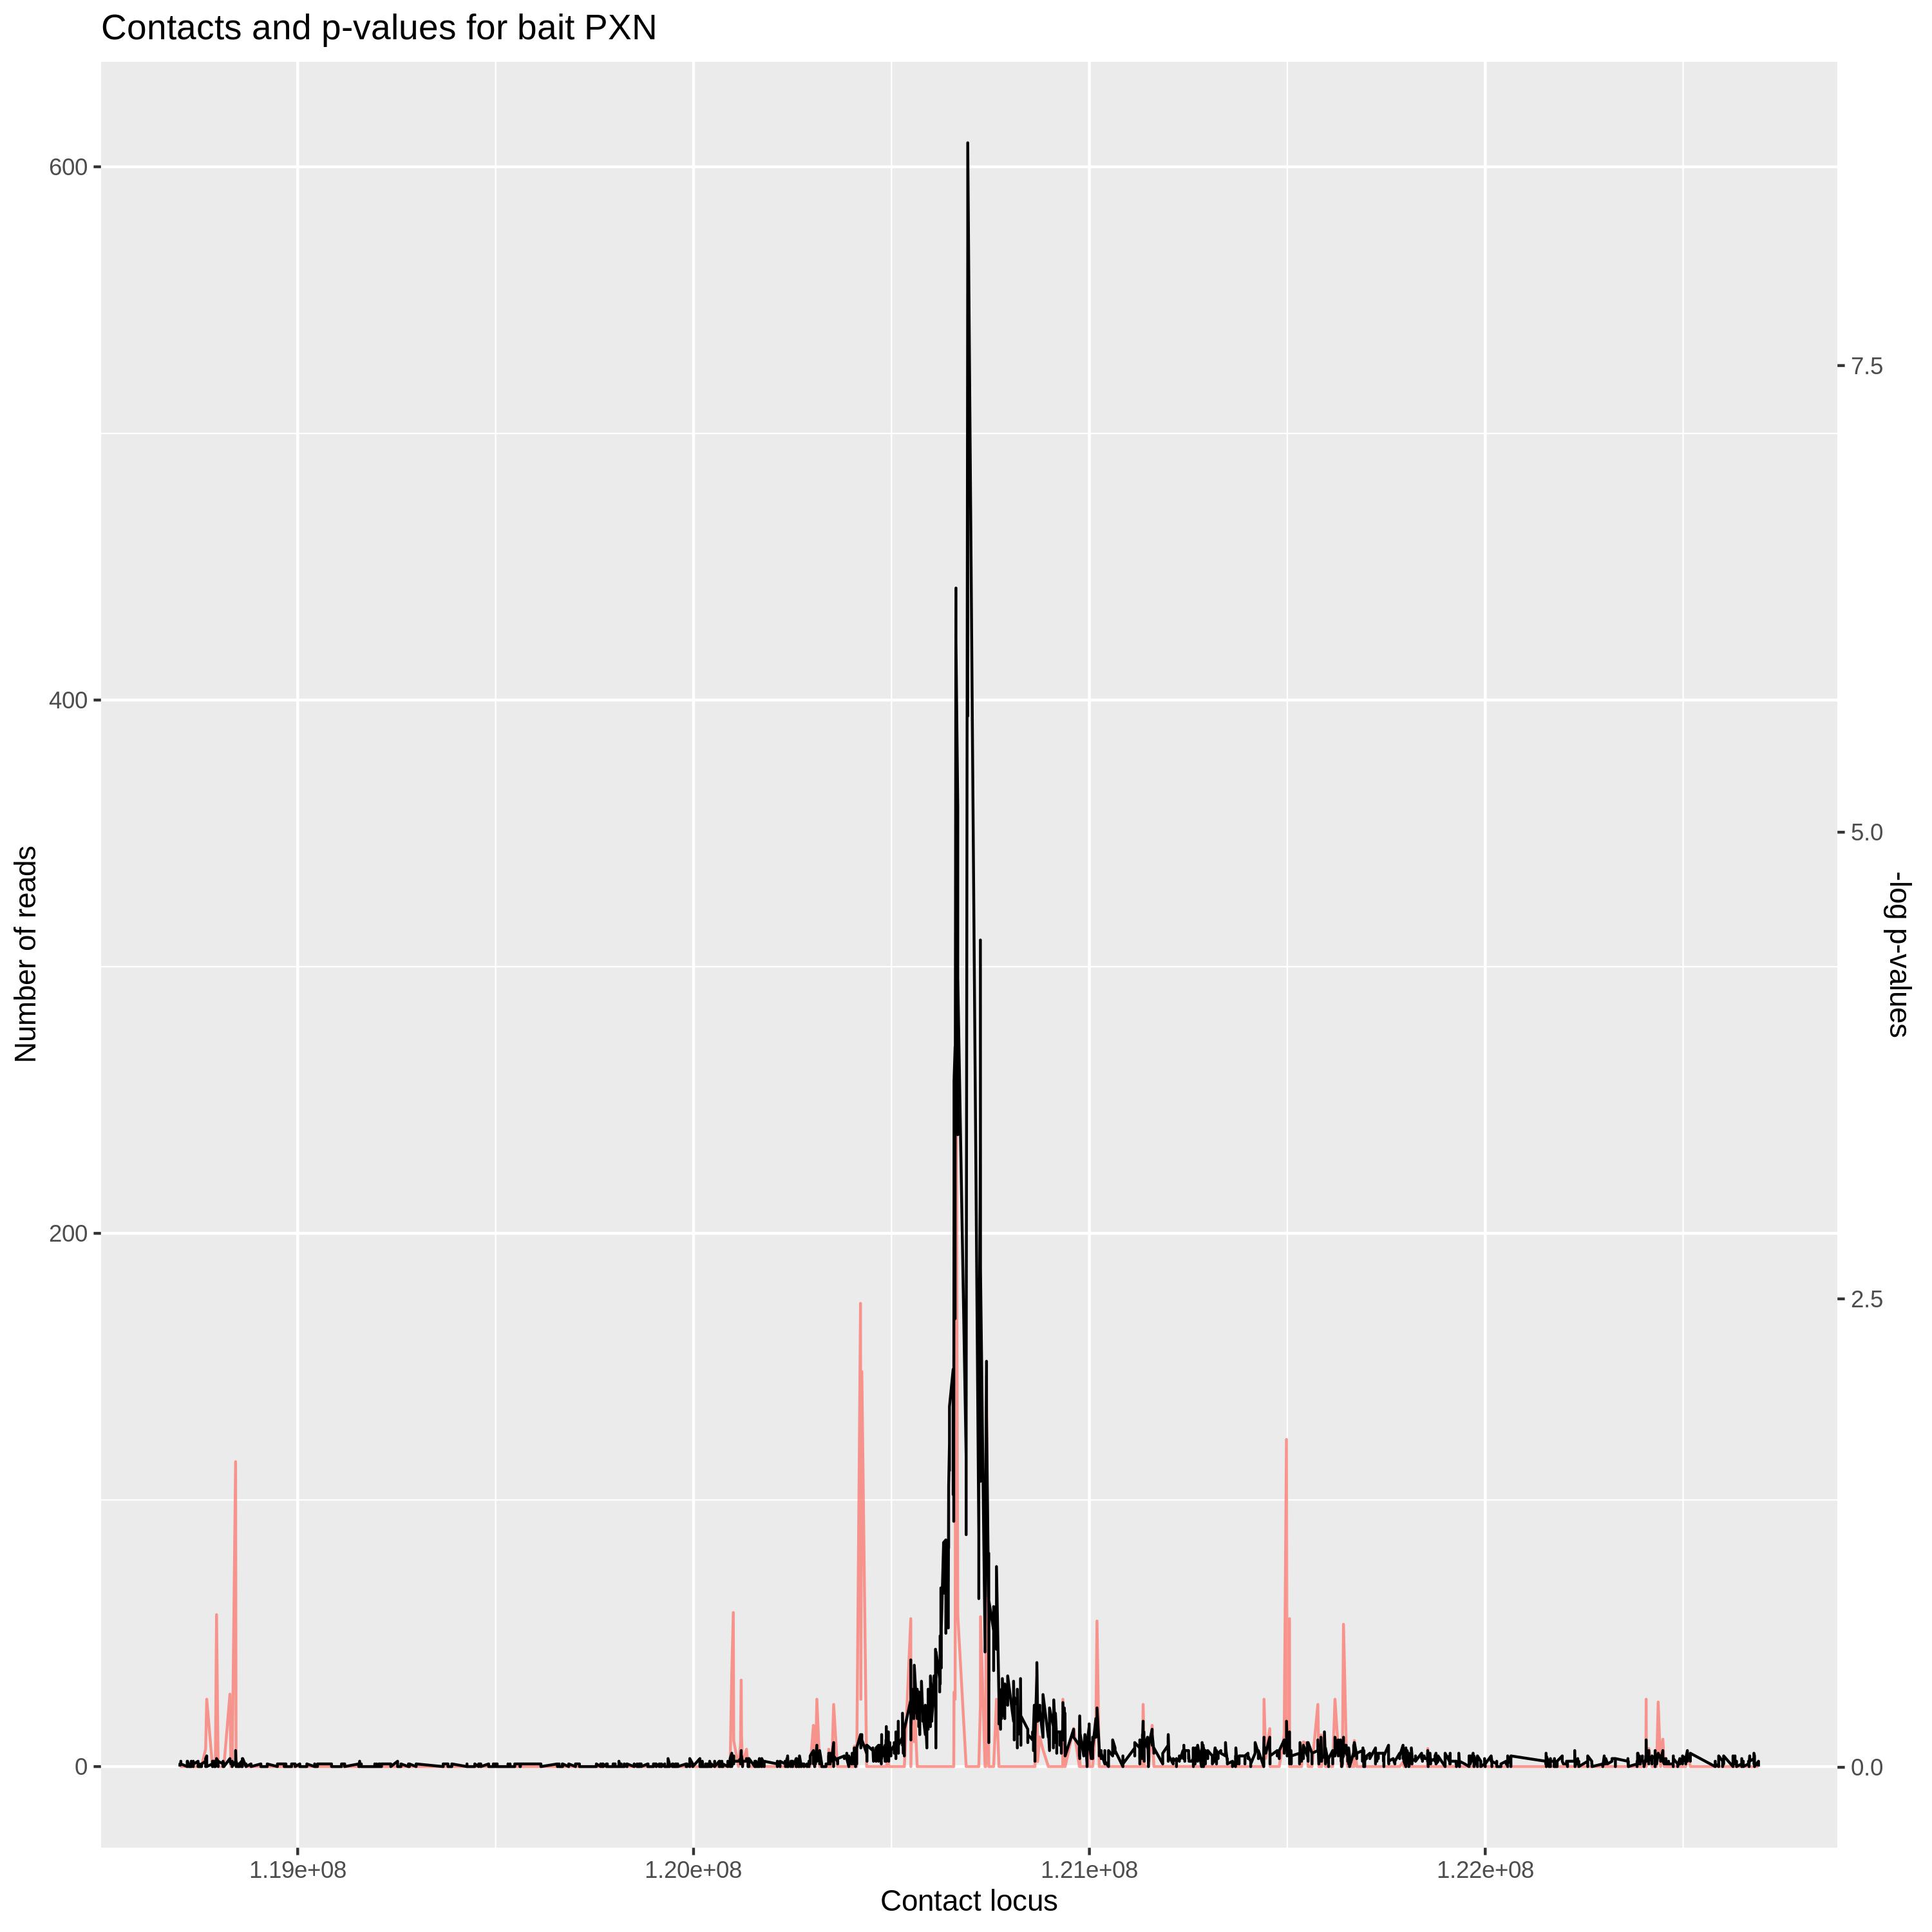 Contacts and p-values for bait PXN
600
400
200
0
Number of reads
7.5
5.0
2.5
0.0
-log p-values
1.19e+08
1.20e+08
1.21e+08
1.22e+08
Contact locus